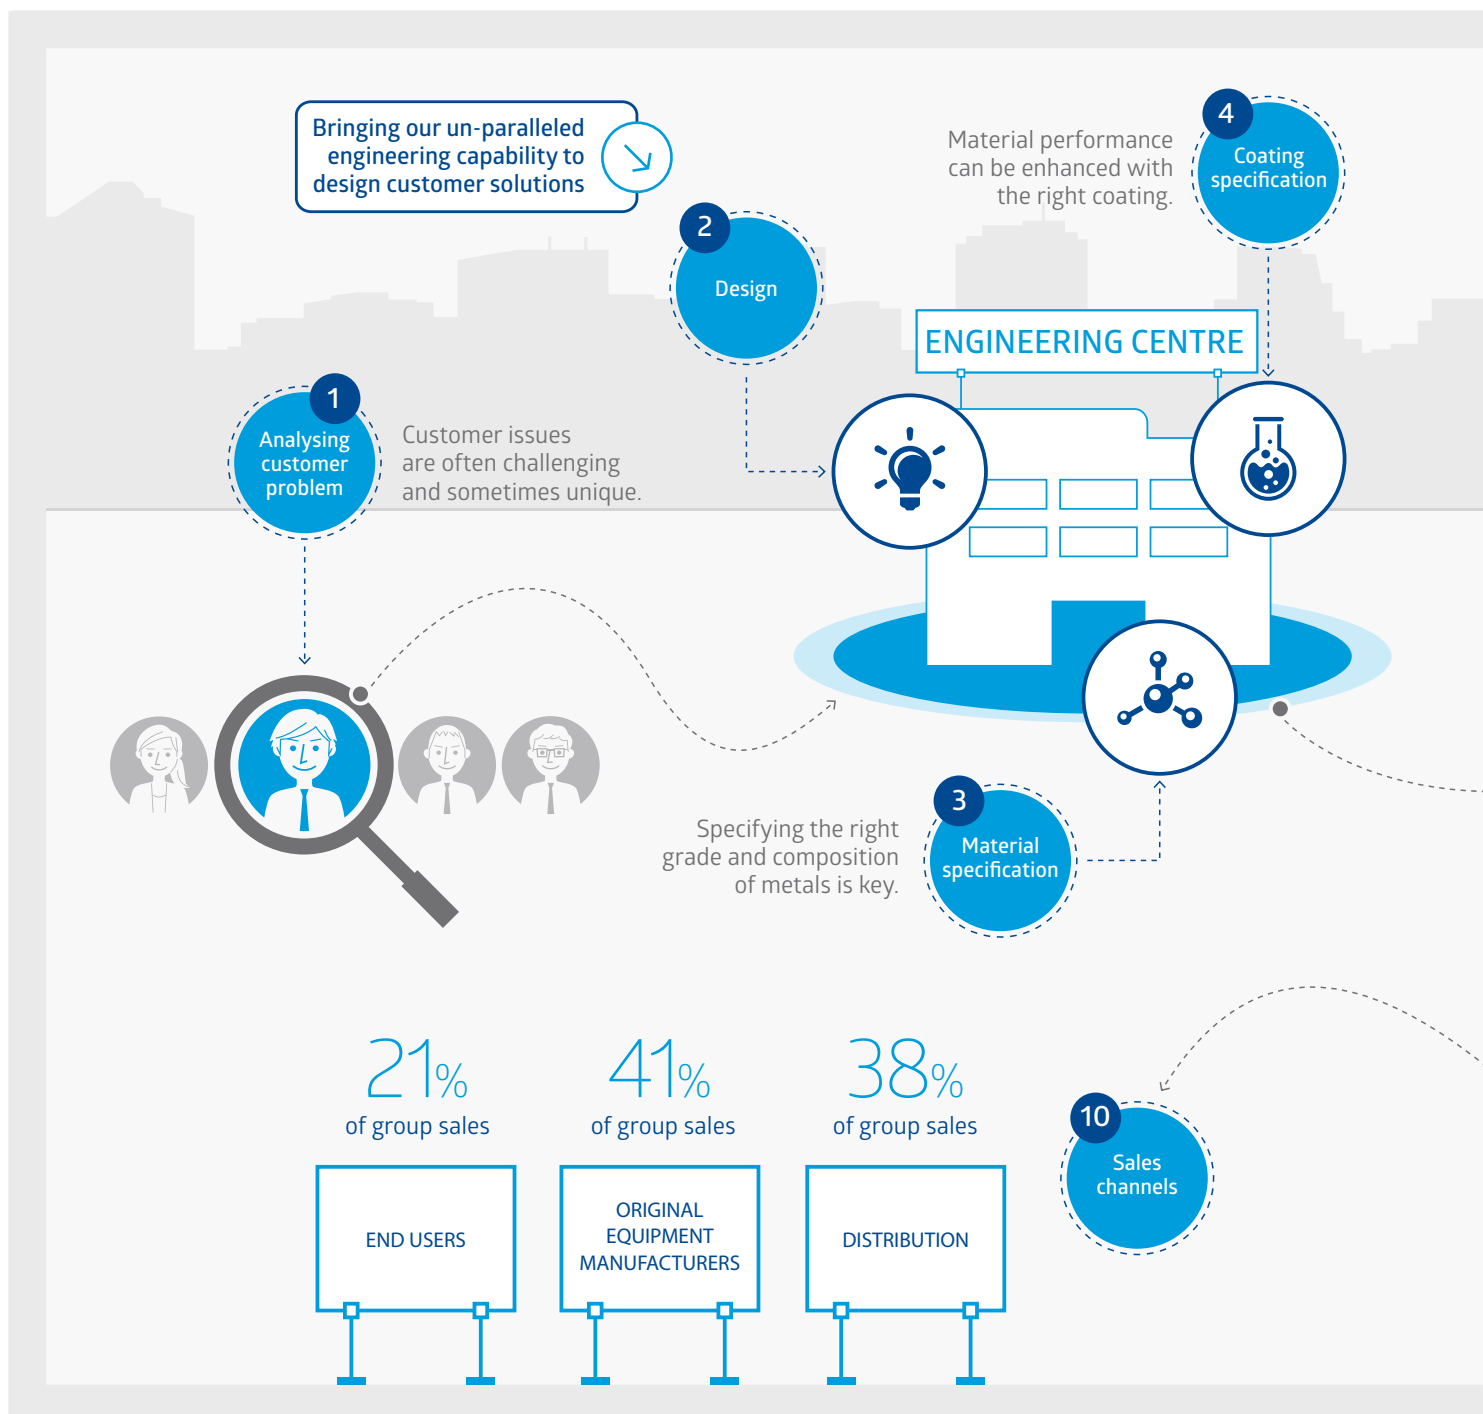 Bringing our un-paralleled
engineering capability to
design customer solutions
1
Analysing
customer
problem
Customer issues
are often challenging
and sometimes unique.
2
Design
ENGINEERING CENTRE
3
Material
specification
Specifying the right
grade and composition
of metals is key.
4
Coating
specification
Material performance
can be enhanced with
the right coating.
10
Sales
channels
21%
of group sales
END USERS
41%
of group sales
ORIGINAL
EQUIPMENT
MANUFACTURERS
38%
of group sales
DISTRIBUTION